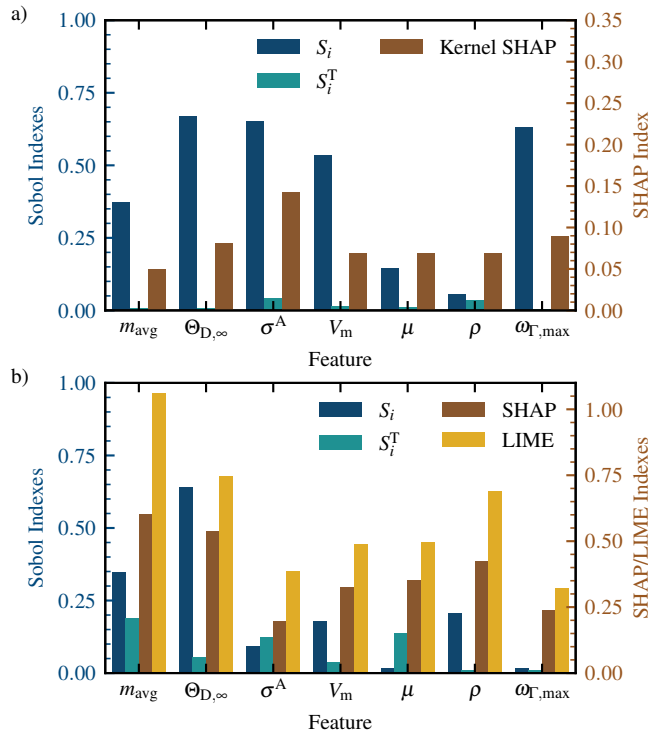 a)
1.00
0.75
0.50
0.25
0.00
Sobol Indexes
S_i
S_i^T
Kernel SHAP
0.35
0.30
0.25
0.20
0.15
0.10
0.05
0.00
SHAP Index
m_avg
Θ_D,∞
σ^A
V_m
μ
ρ
ω_Γ,max
Feature
b)
1.00
0.75
0.50
0.25
0.00
Sobol Indexes
S_i
S_i^T
SHAP
LIME
1.00
0.75
0.50
0.25
0.00
SHAP/LIME Indexes
m_avg
Θ_D,∞
σ^A
V_m
μ
ρ
ω_Γ,max
Feature